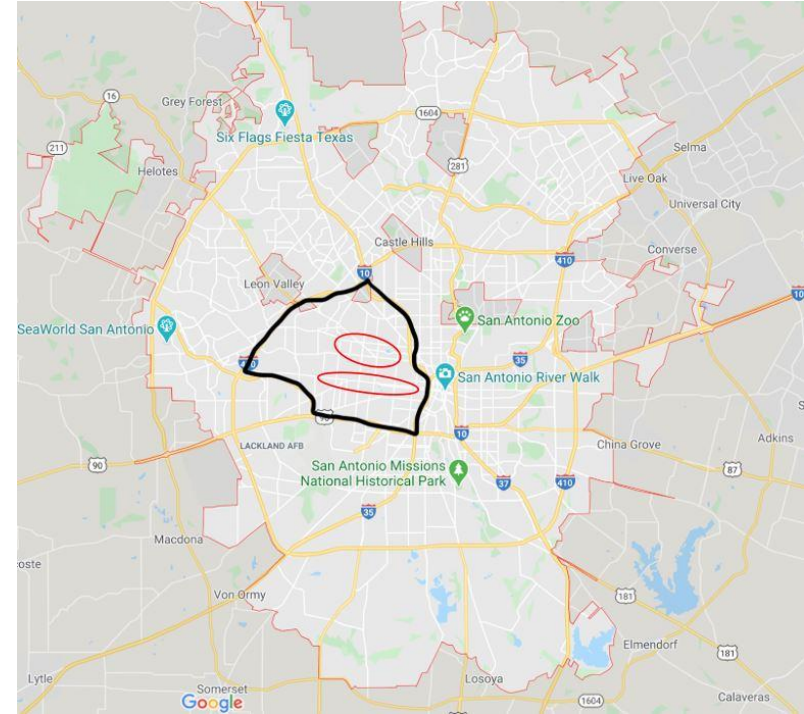 16
Grey Forest
1604
Six Flags Fiesta Texas
211
Helotes
281
Selma
Live Oak
Universal City
Castle Hills
Converse
410
10
Leon Valley
10
SeaWorld San Antonio
San Antonio Zoo
35
410
San Antonio River Walk
90
LACKLAND AFB
10
China Grove
Adkins
90
San Antonio Missions
National Historical Park
87
37
410
35
Macdona
Von Ormy
181
Elmendorf
181
Lytle
Somerset
Losoya
Google
1604
Calaveras